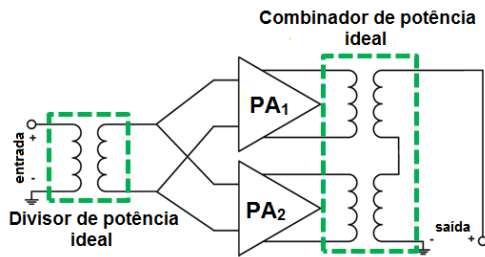 Combinador de potência
ideal
PA1
entrada
+
-
PA2
Divisor de potência
ideal
saída
- +